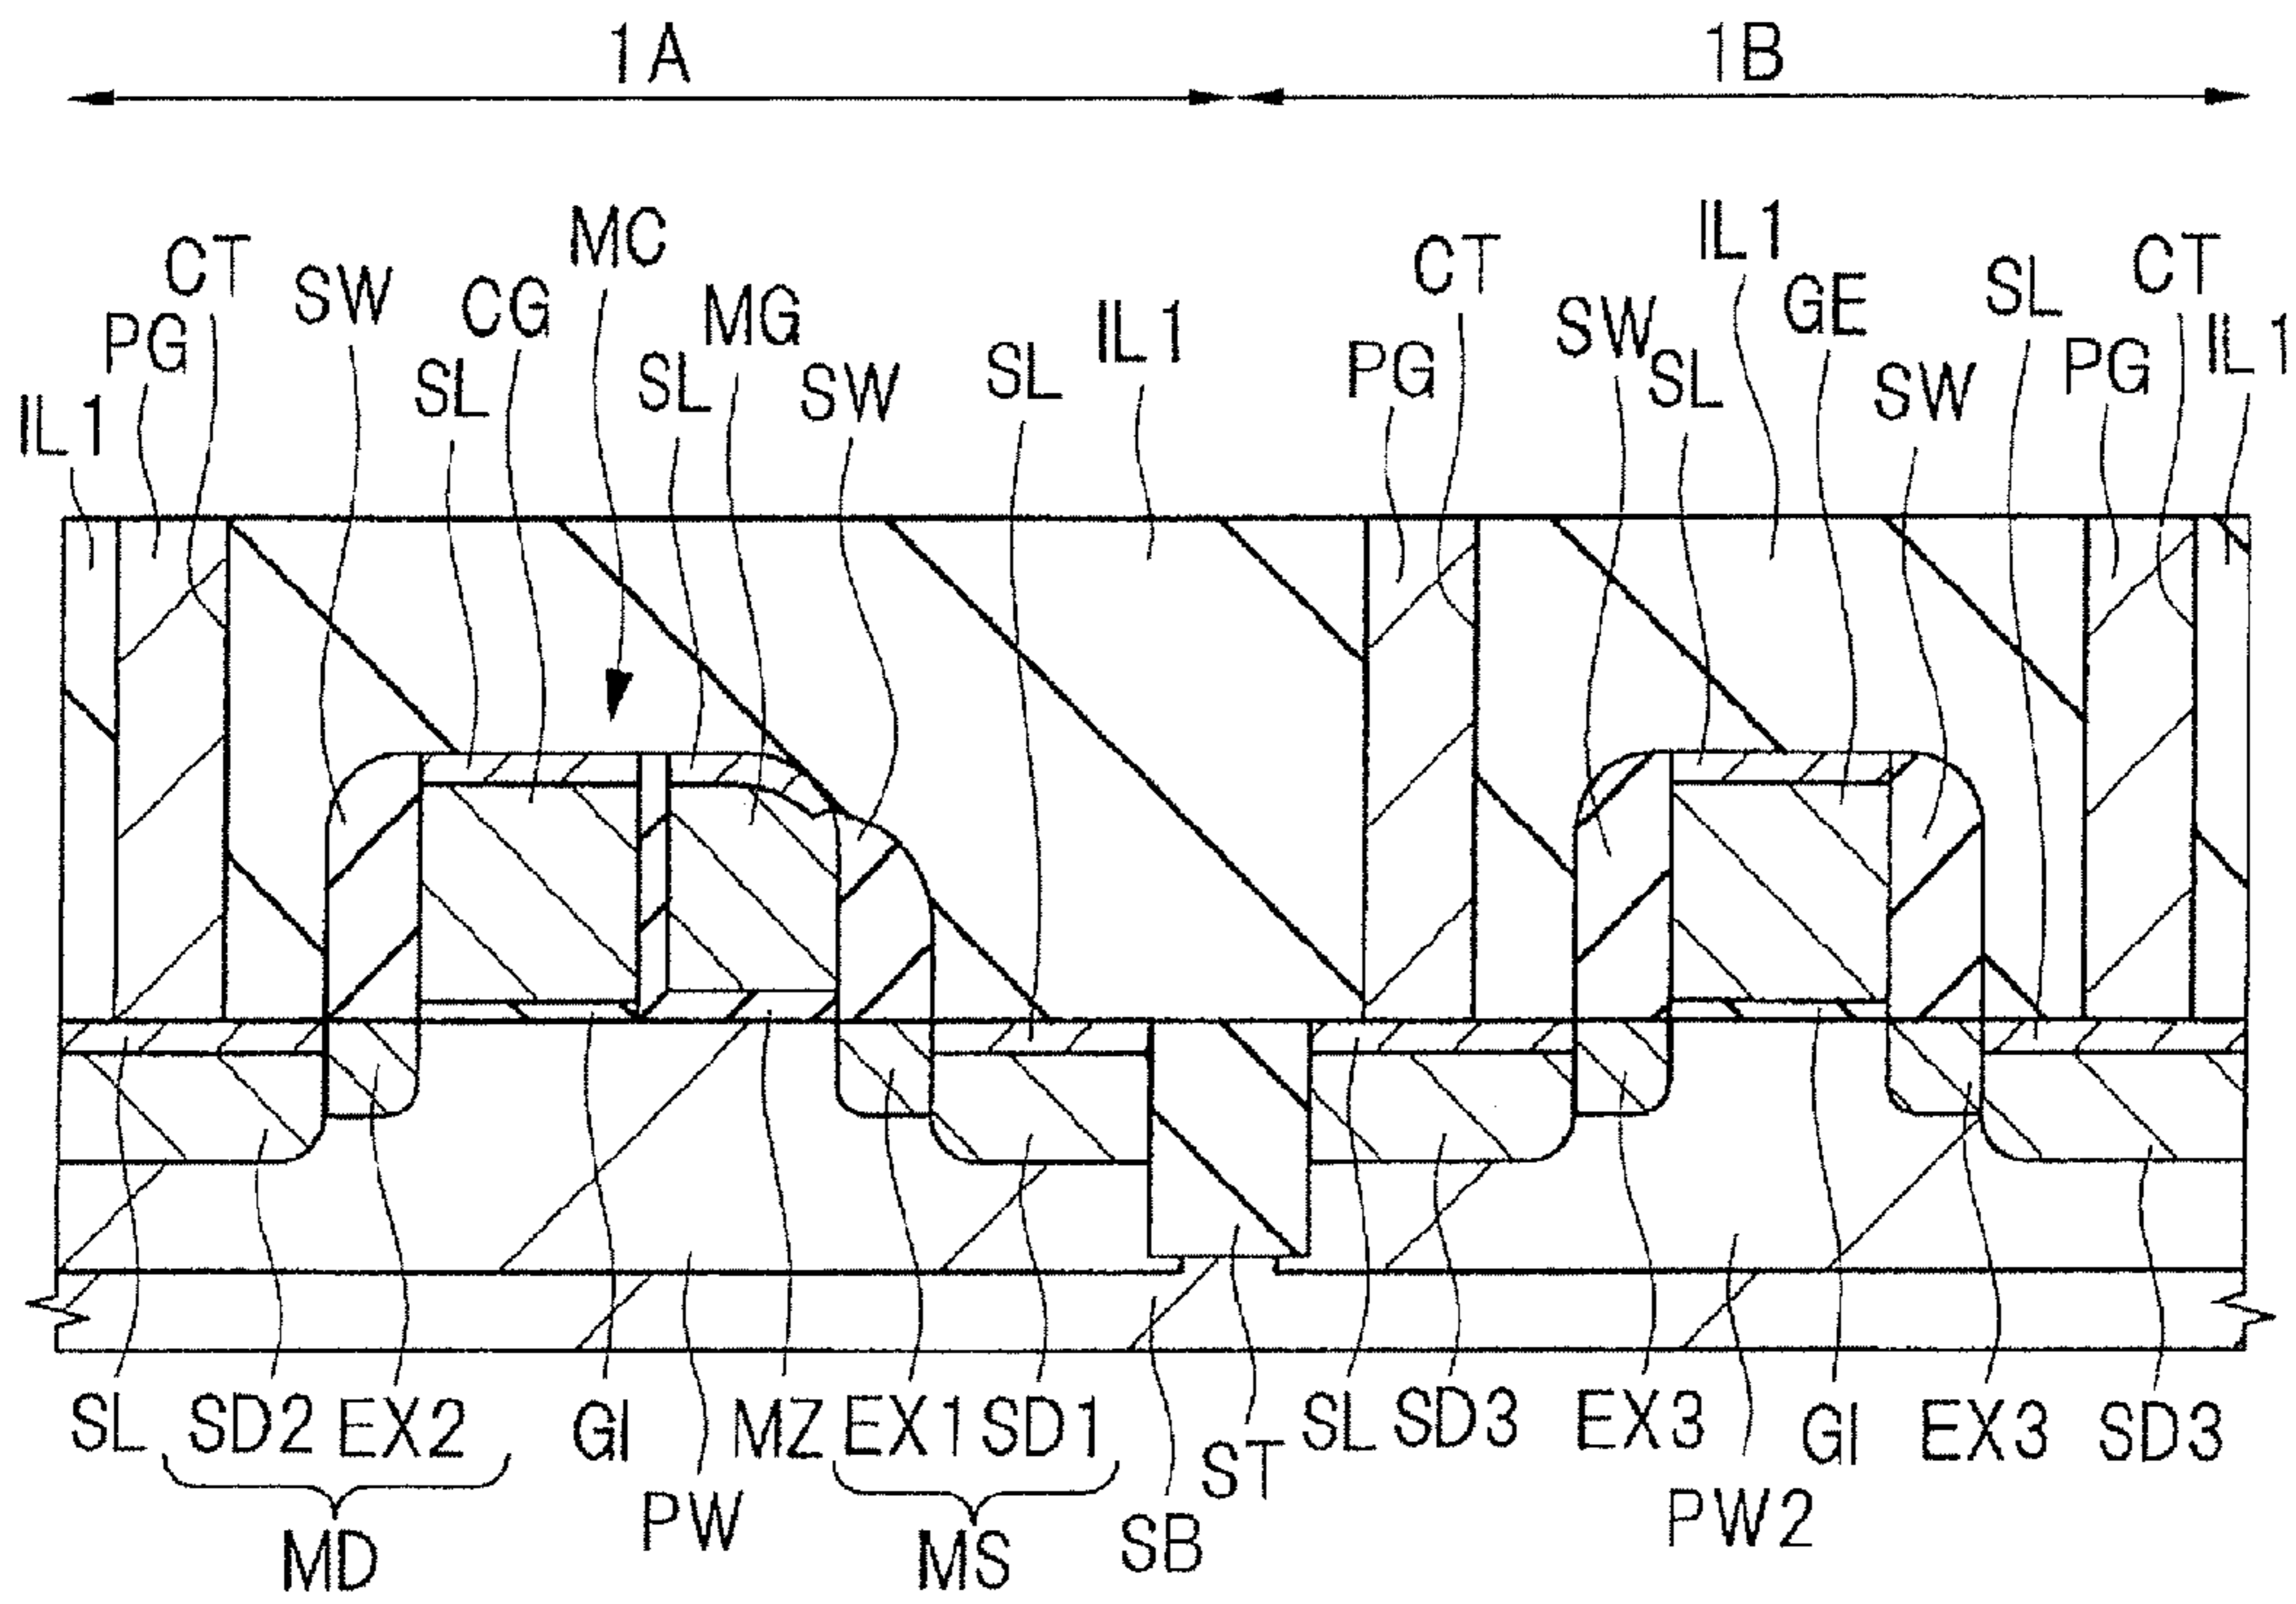 1A 1B
MC IL1
CT SW CG MG CT GE SL CT
PG SL SL SW SL IL1 PG SW SL SW PG IL1
IL1
SL SD2 EX2 GI MZ EX1 SD1 SL SD3 EX3 GI EX3 SD3
ST
MD PW MS SB PW2